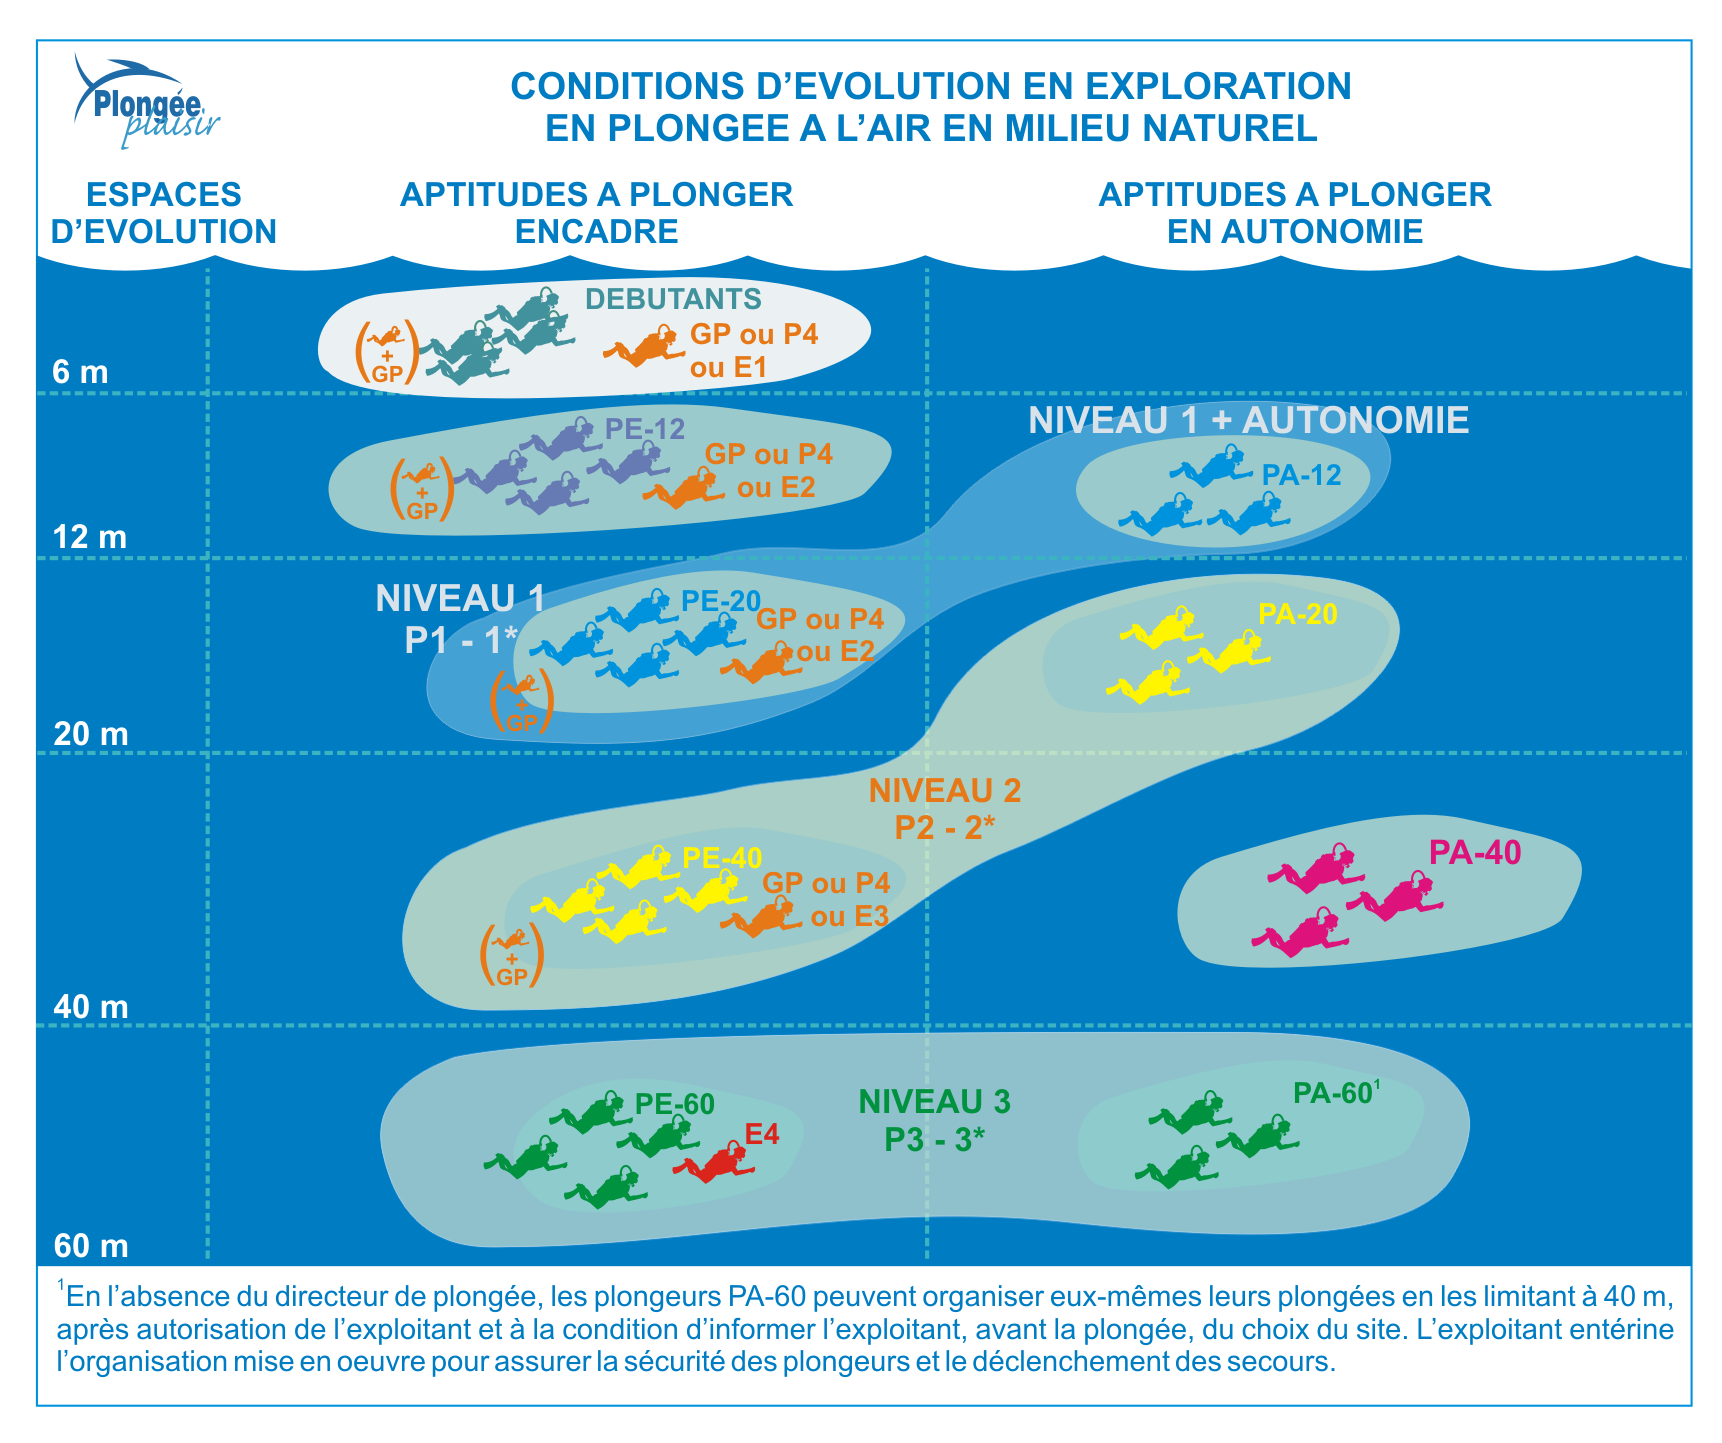 Plongée
plaisir
CONDITIONS D’EVOLUTION EN EXPLORATION
EN PLONGEE A L’AIR EN MILIEU NATUREL
ESPACES
D’EVOLUTION
APTITUDES A PLONGER
ENCADRE
APTITUDES A PLONGER
EN AUTONOMIE
DEBUTANTS
GP ou P4
ou E1
(+
GP)
6 m
PE-12
GP ou P4
ou E2
(+
GP)
NIVEAU 1 + AUTONOMIE
PA-12
12 m
NIVEAU 1
P1 - 1*
PE-20
GP ou P4
ou E2
(+
GP)
PA-20
20 m
NIVEAU 2
P2 - 2*
PE-40
GP ou P4
ou E3
(+
GP)
PA-40
40 m
PE-60
E4
NIVEAU 3
P3 - 3*
PA-60¹
60 m
¹En l’absence du directeur de plongée, les plongeurs PA-60 peuvent organiser eux-mêmes leurs plongées en les limitant à 40 m,
après autorisation de l’exploitant et à la condition d’informer l’exploitant, avant la plongée, du choix du site. L’exploitant entérine
l’organisation mise en oeuvre pour assurer la sécurité des plongeurs et le déclenchement des secours.